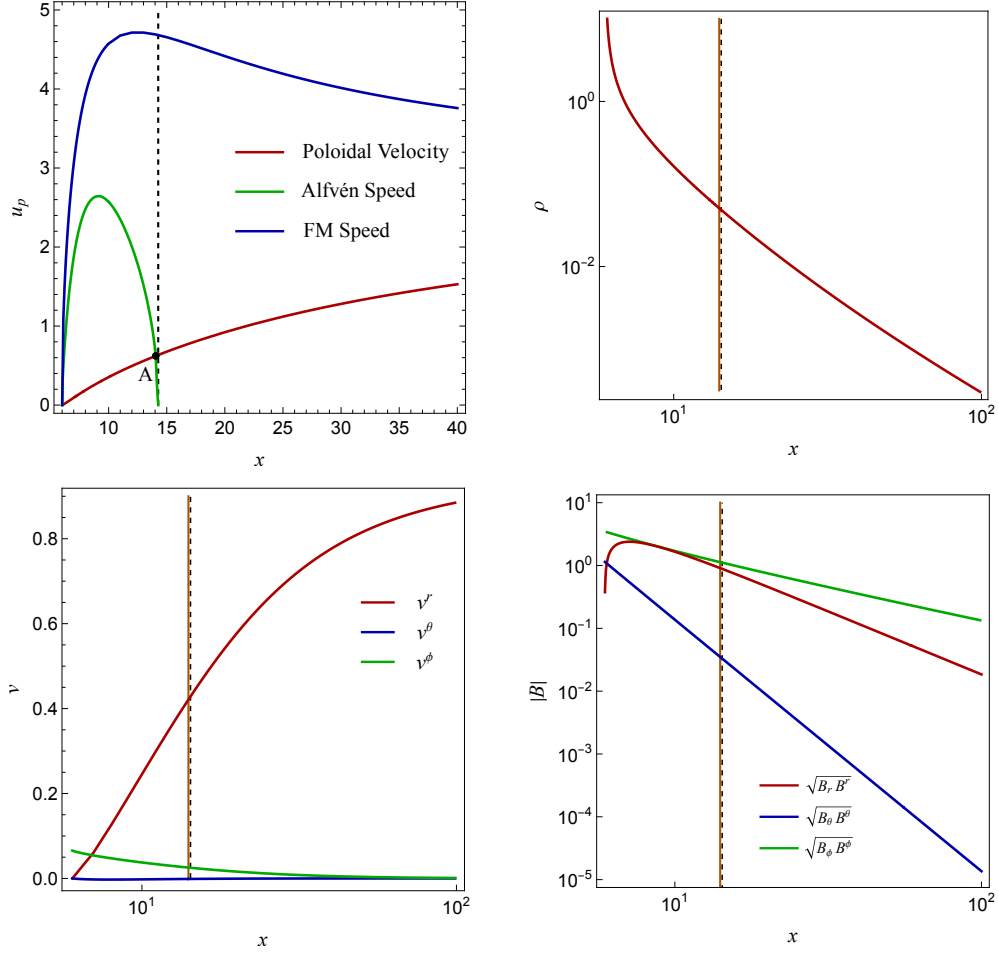 5
4
3
2
1
0
u_p
Poloidal Velocity
Alfvén Speed
FM Speed
A
10 15 20 25 30 35 40
x
10^0
10^-2
ρ
10^1 10^2
x
0.8
0.6
0.4
0.2
0.0
v
v^r
v^θ
v^ϕ
10^1 10^2
x
10^1
10^0
10^-1
10^-2
10^-3
10^-4
10^-5
|B|
√B_r B^r
√B_θ B^θ
√B_ϕ B^ϕ
10^1 10^2
x